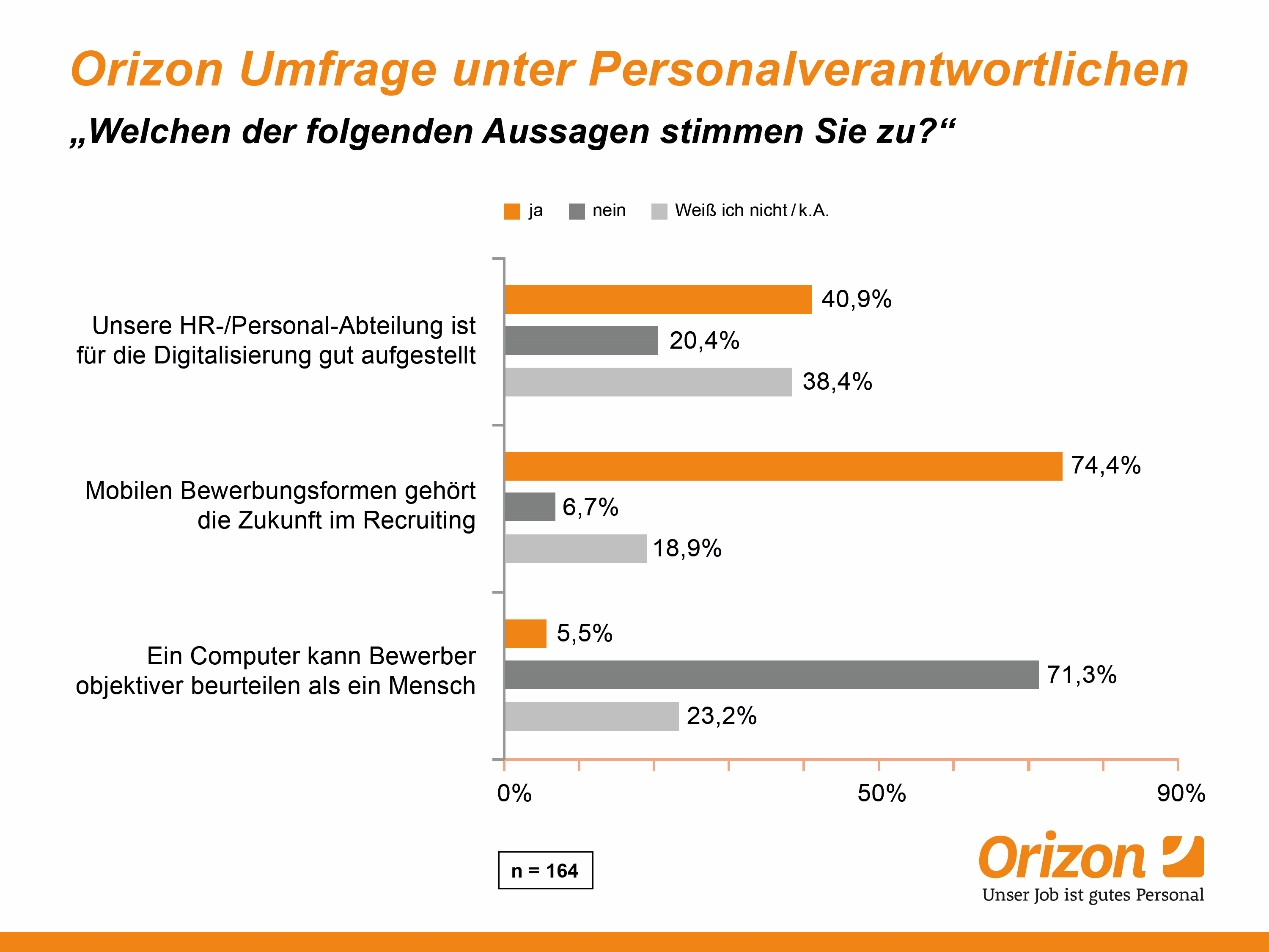 Orizon Umfrage unter Personalverantwortlichen
„Welchen der folgenden Aussagen stimmen Sie zu?“
ja nein Weiß ich nicht / k.A.
Unsere HR-/Personal-Abteilung ist
für die Digitalisierung gut aufgestellt
40,9%
20,4%
38,4%
Mobilen Bewerbungsformen gehört
die Zukunft im Recruiting
74,4%
6,7%
18,9%
Ein Computer kann Bewerber
objektiver beurteilen als ein Mensch
5,5%
71,3%
23,2%
0% 50% 90%
n = 164
Orizon
Unser Job ist gutes Personal